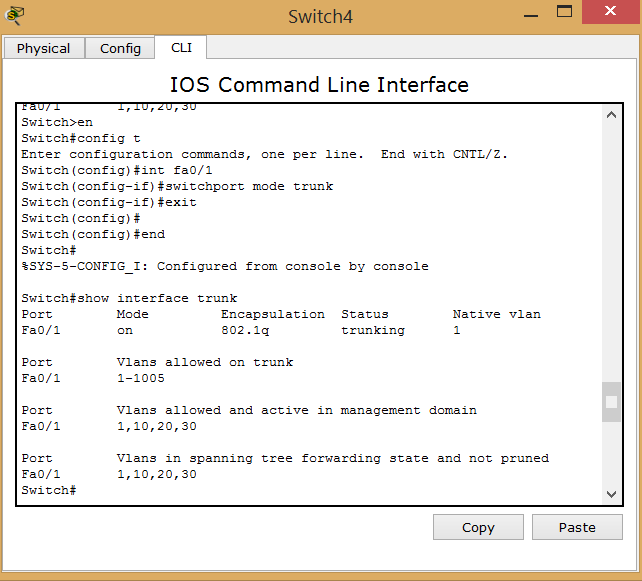 Switch4
Physical Config CLI
IOS Command Line Interface
Fa0/1 1,10,20,30
Switch>en
Switch#config t
Enter configuration commands, one per line. End with CNTL/Z.
Switch(config)#int fa0/1
Switch(config-if)#switchport mode trunk
Switch(config-if)#exit
Switch(config)#
Switch(config)#end
Switch#
%SYS-5-CONFIG_I: Configured from console by console
Switch#show interface trunk
Port Mode Encapsulation Status Native vlan
Fa0/1 on 802.1q trunking 1
Port Vlans allowed on trunk
Fa0/1 1-1005
Port Vlans allowed and active in management domain
Fa0/1 1,10,20,30
Port Vlans in spanning tree forwarding state and not pruned
Fa0/1 1,10,20,30
Switch#
Copy Paste